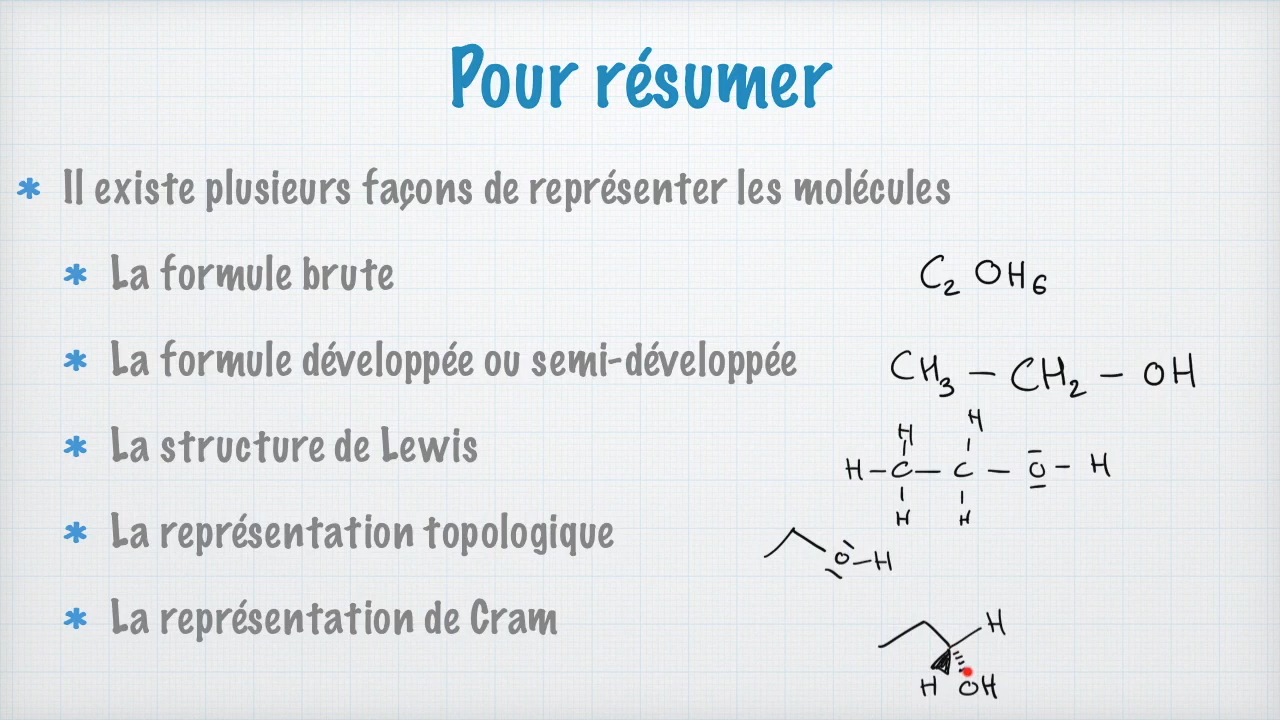 Pour résumer
* Il existe plusieurs façons de représenter les molécules
* La formule brute
C₂ OH₆
* La formule développée ou semi-développée
CH₃ – CH₂ – OH
H H
* La structure de Lewis
H – C – C – O – H
H H
* La représentation topologique
O – H
* La représentation de Cram
H
H OH